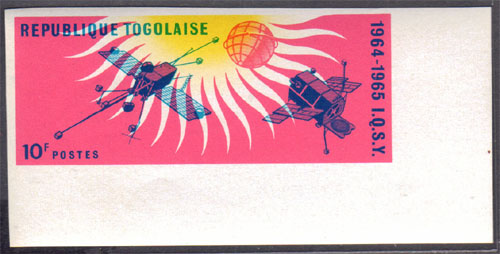 REPUBLIQUE TOGOLAISE
1964-1965 I.Q.S.Y.
10F POSTES